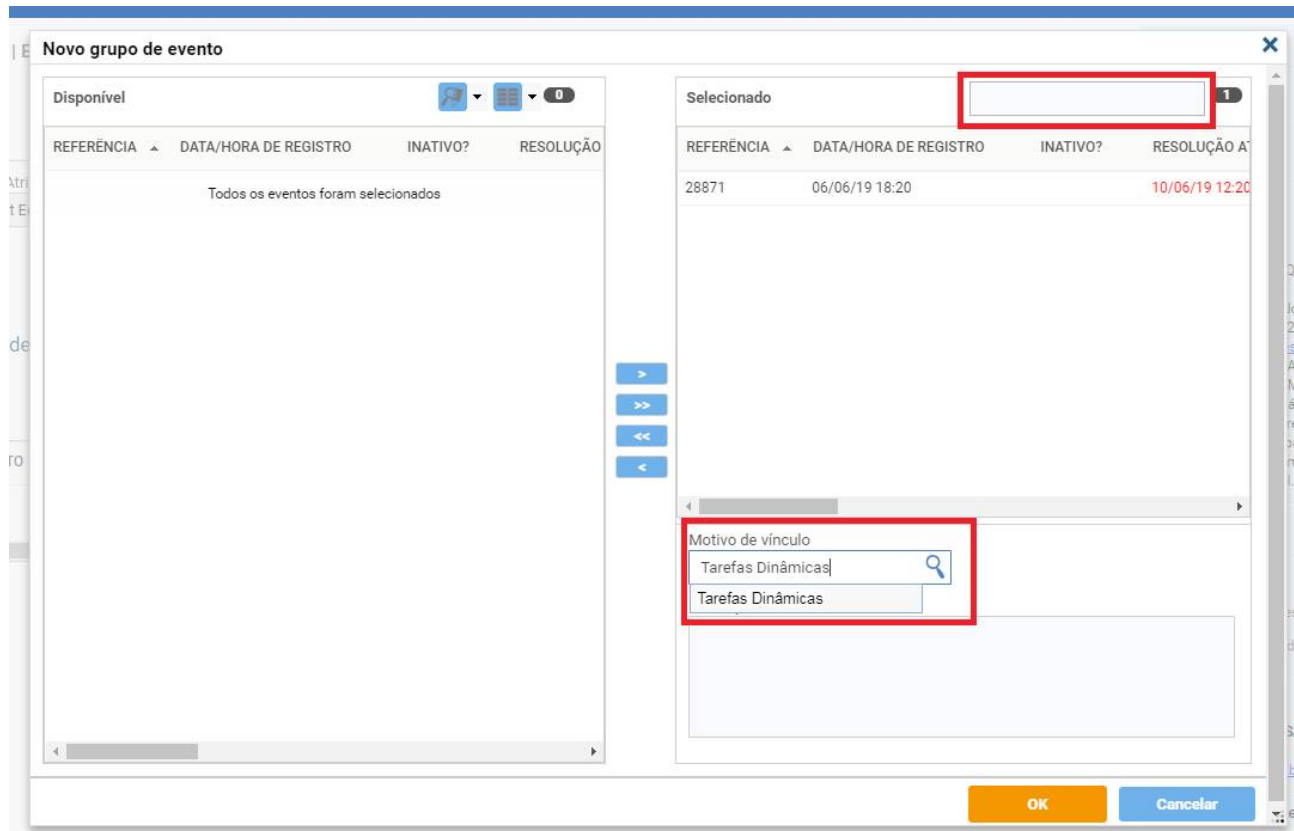 Novo grupo de evento
Disponível 0
REFERÊNCIA DATA/HORA DE REGISTRO INATIVO? RESOLUÇÃO
Todos os eventos foram selecionados
>
>>
<<
<
Selecionado 1
REFERÊNCIA DATA/HORA DE REGISTRO INATIVO? RESOLUÇÃO AT
28871 06/06/19 18:20 10/06/19 12:20
Motivo de vínculo
Tarefas Dinâmicas
Tarefas Dinâmicas
OK Cancelar